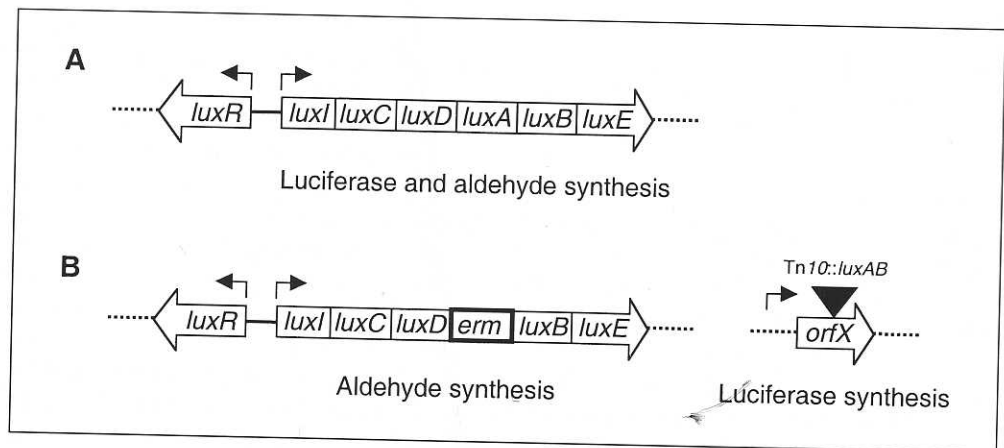 A
luxR luxI luxC luxD luxA luxB luxE
Luciferase and aldehyde synthesis
B
luxR luxI luxC luxD erm luxB luxE
Aldehyde synthesis
Tn10::luxAB
orfX
Luciferase synthesis